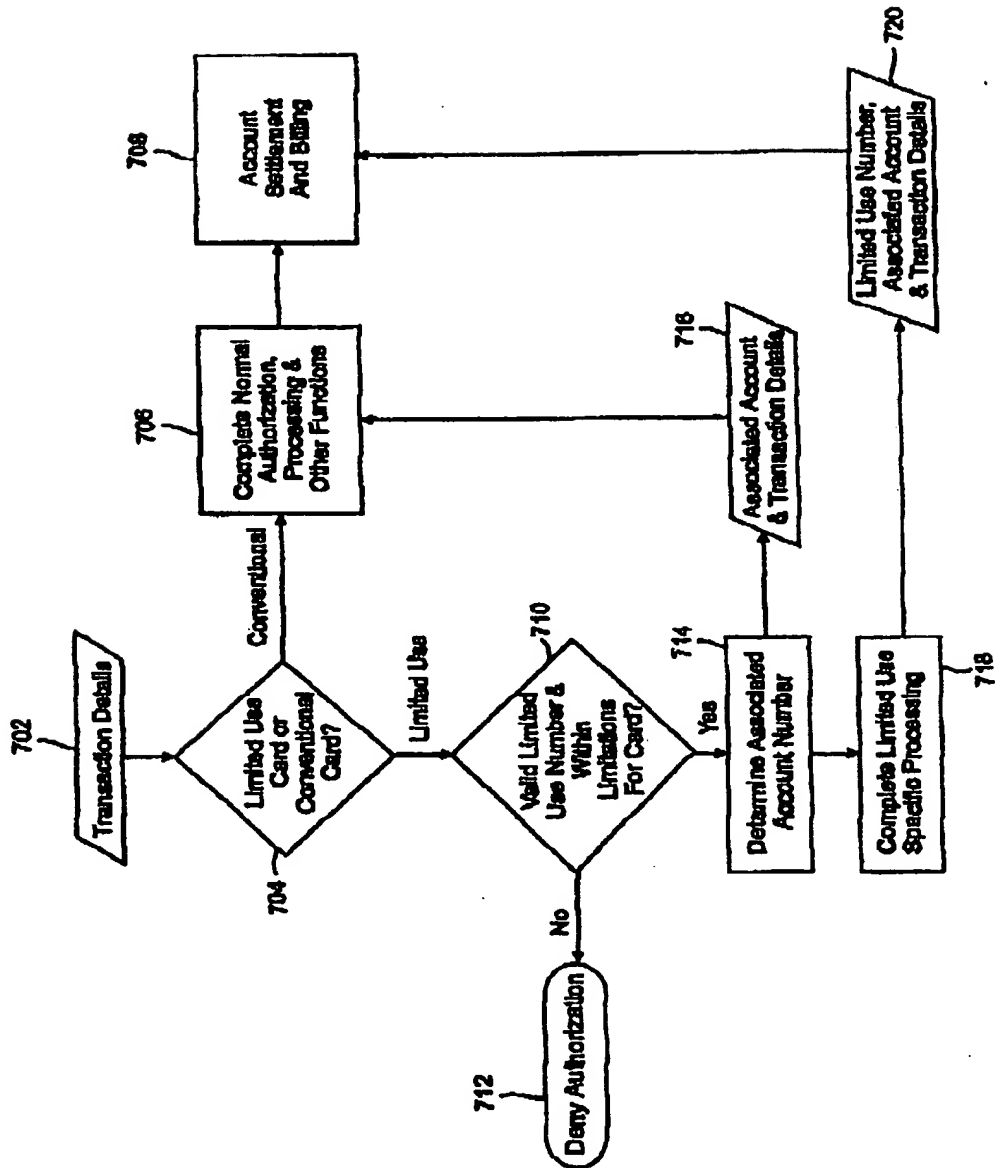 702
Transaction Details
704
Limited Use
Card or
Conventional
Card?
Conventional
706
Complete Normal
Authorization,
Processing &
Other Functions
708
Account
Settlement
And Billing
Limited Use
710
Valid Limited
Use Number &
Within
Limitations
For Card?
No
712
Deny Authorization
Yes
714
Determine Associated
Account Number
716
Associated Account
& Transaction Details
Complete Limited Use
Specific Processing
718
720
Limited Use Number,
Associated Account
& Transaction Details